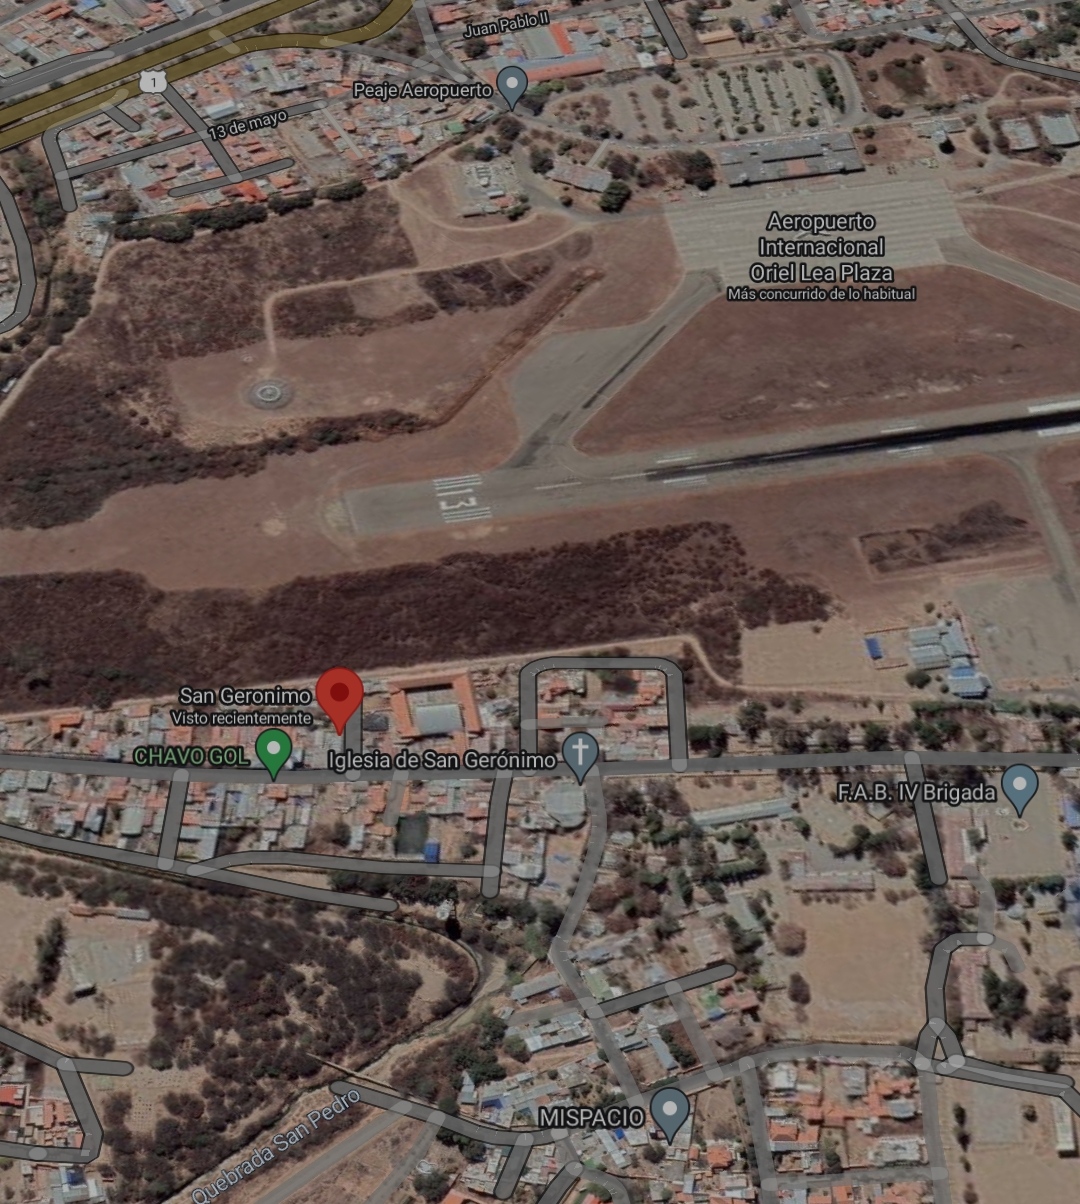 Juan Pablo II
1
Peaje Aeropuerto
13 de mayo
Aeropuerto
Internacional
Oriel Lea Plaza
Más concurrido de lo habitual
13
San Geronimo
Visto recientemente
CHAVO GOL
Iglesia de San Gerónimo
F.A.B. IV Brigada
MISPACIO
Quebrada San Pedro